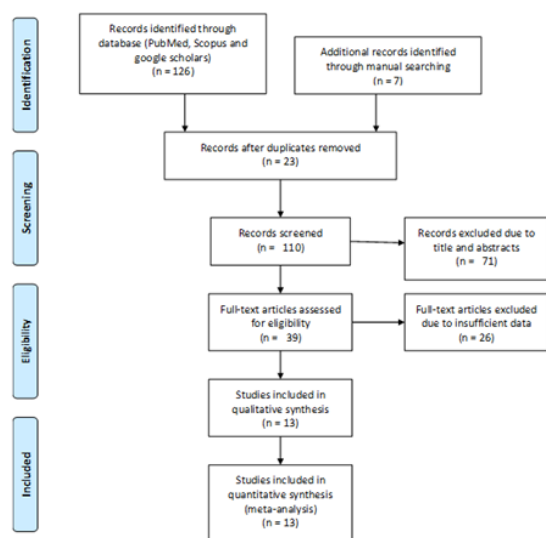 Identification
Records identified through
database (PubMed, Scopus and
google scholars)
(n = 126)
Additional records identified
through manual searching
(n = 7)
Records after duplicates removed
(n = 23)
Screening
Records screened
(n = 110)
Records excluded due to
title and abstracts
(n = 71)
Eligibility
Full-text articles assessed
for eligibility
(n = 39)
Full-text articles excluded
due to insufficient data
(n = 26)
Studies included in
qualitative synthesis
(n = 13)
Included
Studies included in
quantitative synthesis
(meta-analysis)
(n = 13)